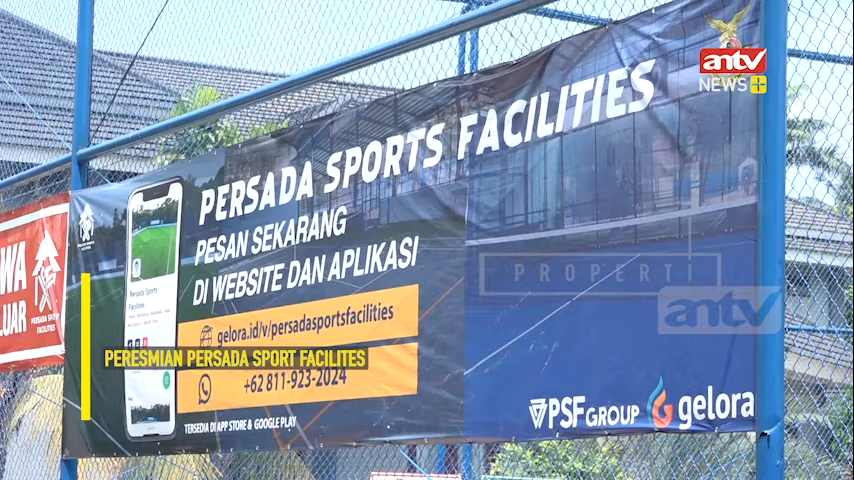 antv
NEWS+
PERSADA SPORTS FACILITIES
PESAN SEKARANG
DI WEBSITE DAN APLIKASI
Persada Sports
Facilities
gelora.id/v/persadasportsfacilities
+62 811-923-2024
TERSEDIA DI APP STORE & GOOGLE PLAY
PSF GROUP
gelora
WA
LUAR
PERSADA SPORT
FACILITIES
PERESMIAN PERSADA SPORT FACILITES
PROPERTI
antv